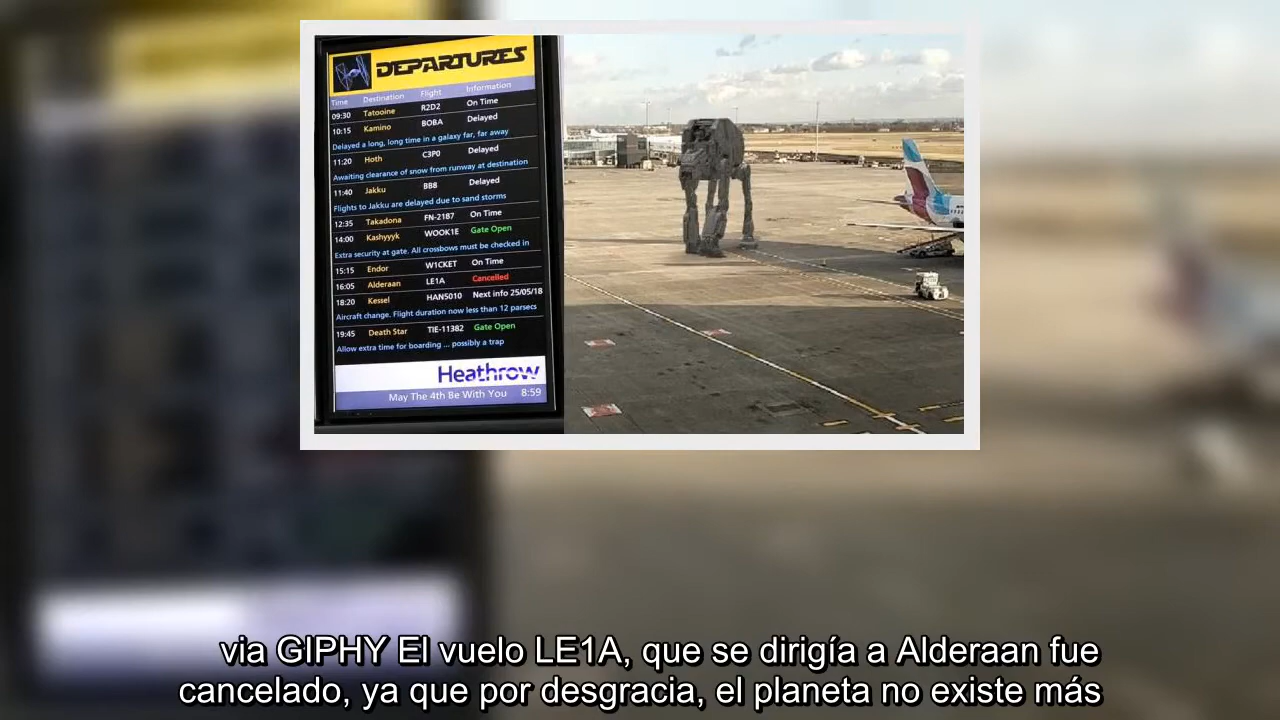 DEPARTURES
Time Destination Flight Information
09:30 Tatooine R2D2 On Time
10:15 Kamino BOBA Delayed
Delayed a long, long time in a galaxy far, far away
11:20 Hoth C3P0 Delayed
Awaiting clearance of snow from runway at destination
11:40 Jakku BB8 Delayed
Flights to Jakku are delayed due to sand storms
12:35 Takadona FN-2187 On Time
14:00 Kashyyyk WOOK1E Gate Open
Extra security at gate. All crossbows must be checked in
15:15 Endor W1CKET On Time
16:05 Alderaan LE1A Cancelled
18:20 Kessel HAN5010 Next info 25/05/18
Aircraft change. Flight duration now less than 12 parsecs
19:45 Death Star TIE-11382 Gate Open
Allow extra time for boarding ... possibly a trap
Heathrow
May The 4th Be With You 8:59
via GIPHY El vuelo LE1A, que se dirigía a Alderaan fue
cancelado, ya que por desgracia, el planeta no existe más